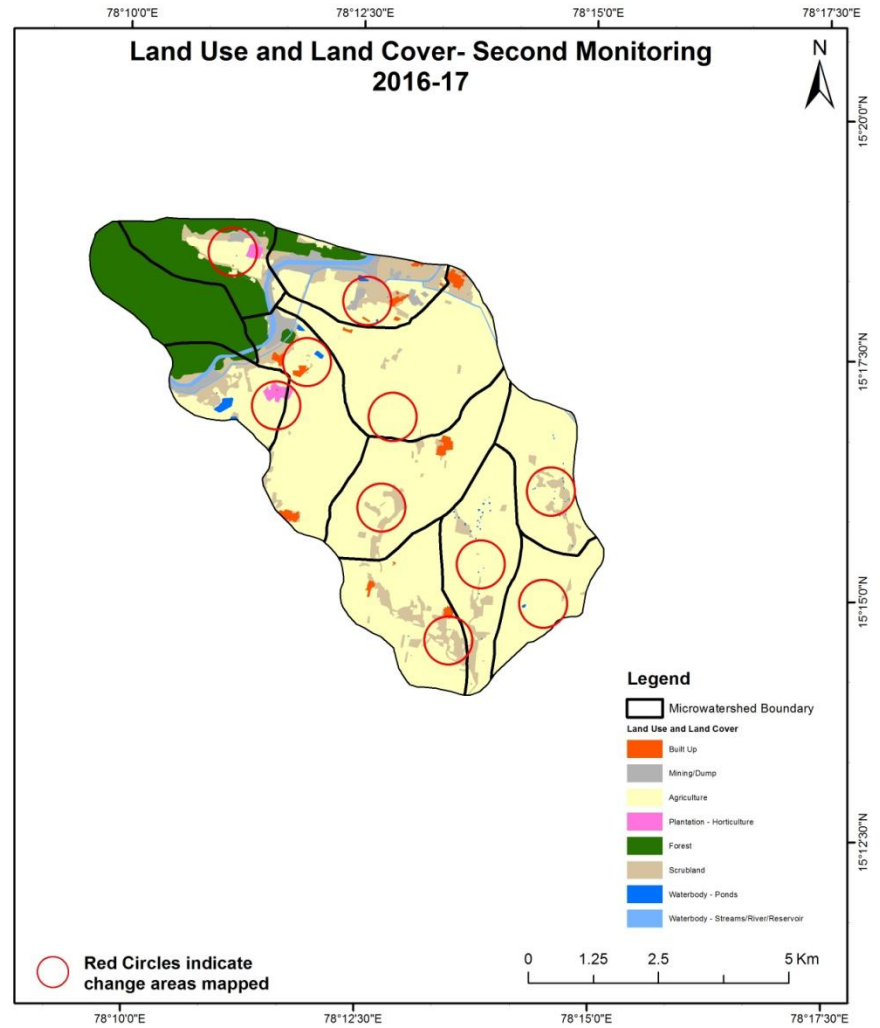 78°10'0"E 78°12'30"E 78°15'0"E 78°17'30"E
Land Use and Land Cover- Second Monitoring
2016-17
N
15°20'0"N
15°17'30"N
15°15'0"N
15°12'30"N
Legend
Microwatershed Boundary
Land Use and Land Cover
Built Up
Mining/Dump
Agriculture
Plantation - Horticulture
Forest
Scrubland
Waterbody - Ponds
Waterbody - Streams/River/Reservoir
Red Circles indicate
change areas mapped
0 1.25 2.5 5 Km
78°10'0"E 78°12'30"E 78°15'0"E 78°17'30"E